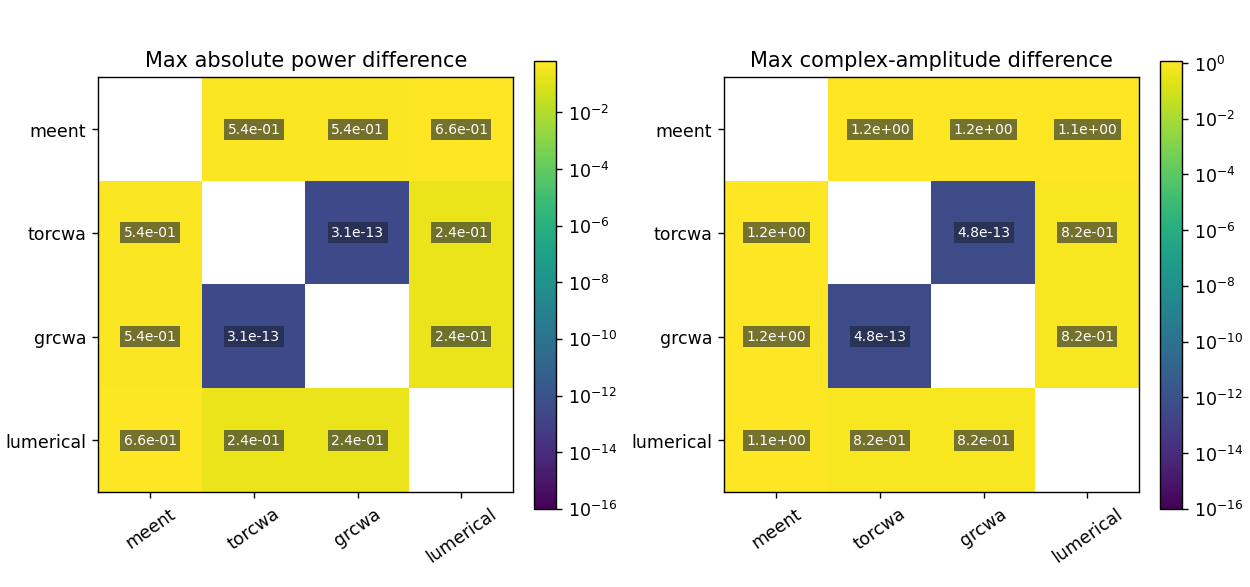 Max absolute power difference
meent
5.4e-01
5.4e-01
6.6e-01
torcwa
5.4e-01
3.1e-13
2.4e-01
grcwa
5.4e-01
3.1e-13
2.4e-01
lumerical
6.6e-01
2.4e-01
2.4e-01
meent
torcwa
grcwa
lumerical
10⁻²
10⁻⁴
10⁻⁶
10⁻⁸
10⁻¹⁰
10⁻¹²
10⁻¹⁴
10⁻¹⁶
Max complex-amplitude difference
meent
1.2e+00
1.2e+00
1.1e+00
torcwa
1.2e+00
4.8e-13
8.2e-01
grcwa
1.2e+00
4.8e-13
8.2e-01
lumerical
1.1e+00
8.2e-01
8.2e-01
meent
torcwa
grcwa
lumerical
10⁰
10⁻²
10⁻⁴
10⁻⁶
10⁻⁸
10⁻¹⁰
10⁻¹²
10⁻¹⁴
10⁻¹⁶